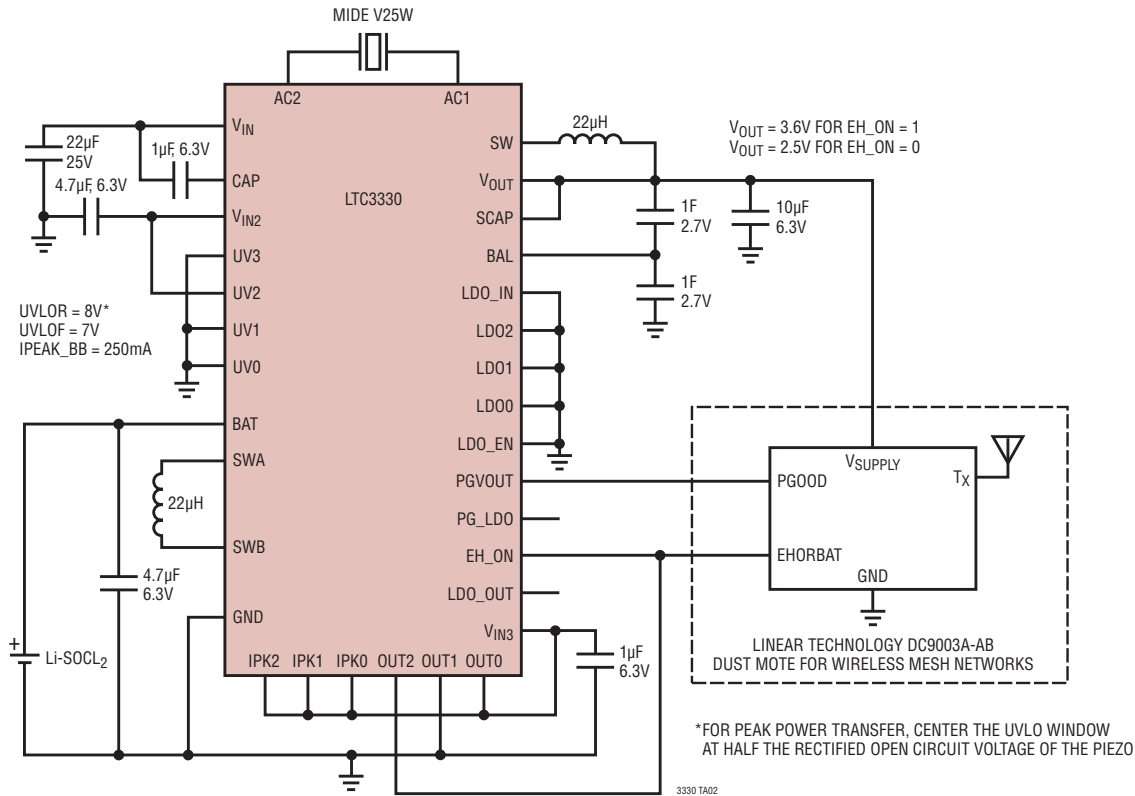 MIDE V25W
AC2
AC1
VIN
22µF
25V
1µF, 6.3V
CAP
4.7µF, 6.3V
VIN2
UV3
UV2
UV1
UV0
UVLOR = 8V*
UVLOF = 7V
IPEAK_BB = 250mA
BAT
SWA
22µH
SWB
4.7µF
6.3V
GND
+
Li-SOCL2
LTC3330
IPK2
IPK1
IPK0
OUT2
OUT1
OUT0
SW
22µH
VOUT
SCAP
BAL
LDO_IN
LDO2
LDO1
LDO0
LDO_EN
PGVOUT
PG_LDO
EH_ON
LDO_OUT
VIN3
1µF
6.3V
VOUT = 3.6V FOR EH_ON = 1
VOUT = 2.5V FOR EH_ON = 0
1F
2.7V
10µF
6.3V
1F
2.7V
VSUPPLY
PGOOD
TX
EHORBAT
GND
LINEAR TECHNOLOGY DC9003A-AB
DUST MOTE FOR WIRELESS MESH NETWORKS
*FOR PEAK POWER TRANSFER, CENTER THE UVLO WINDOW
AT HALF THE RECTIFIED OPEN CIRCUIT VOLTAGE OF THE PIEZO
3330 TA02